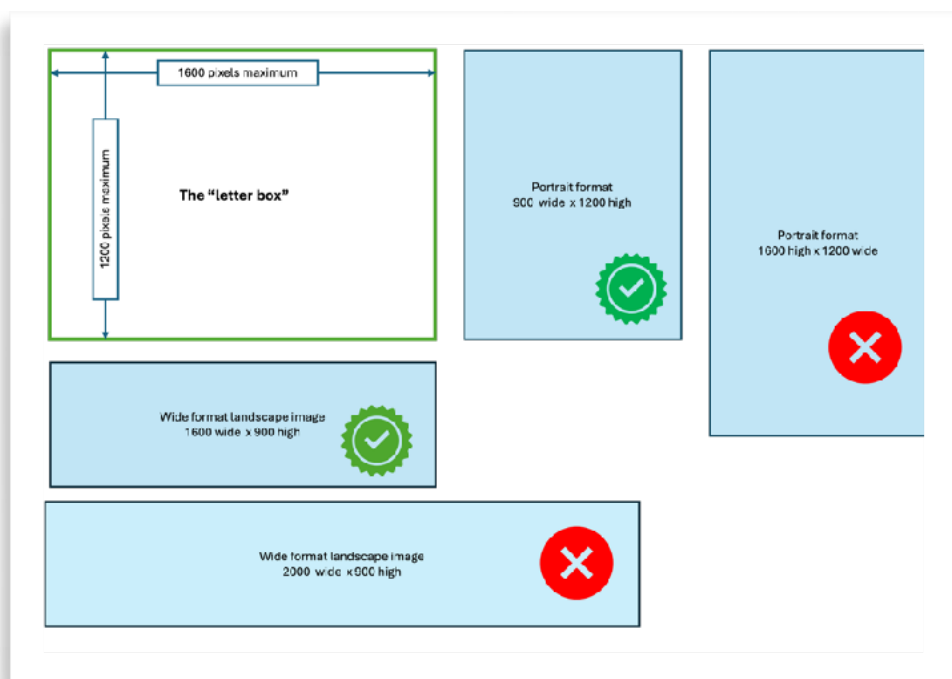 1600 pixels maximum
1200 pixels maximum
The “letter box”
Portrait format
900 wide x 1200 high
Portrait format
1600 high x 1200 wide
Wide format landscape image
1600 wide x 900 high
Wide format landscape image
2000 wide x 900 high